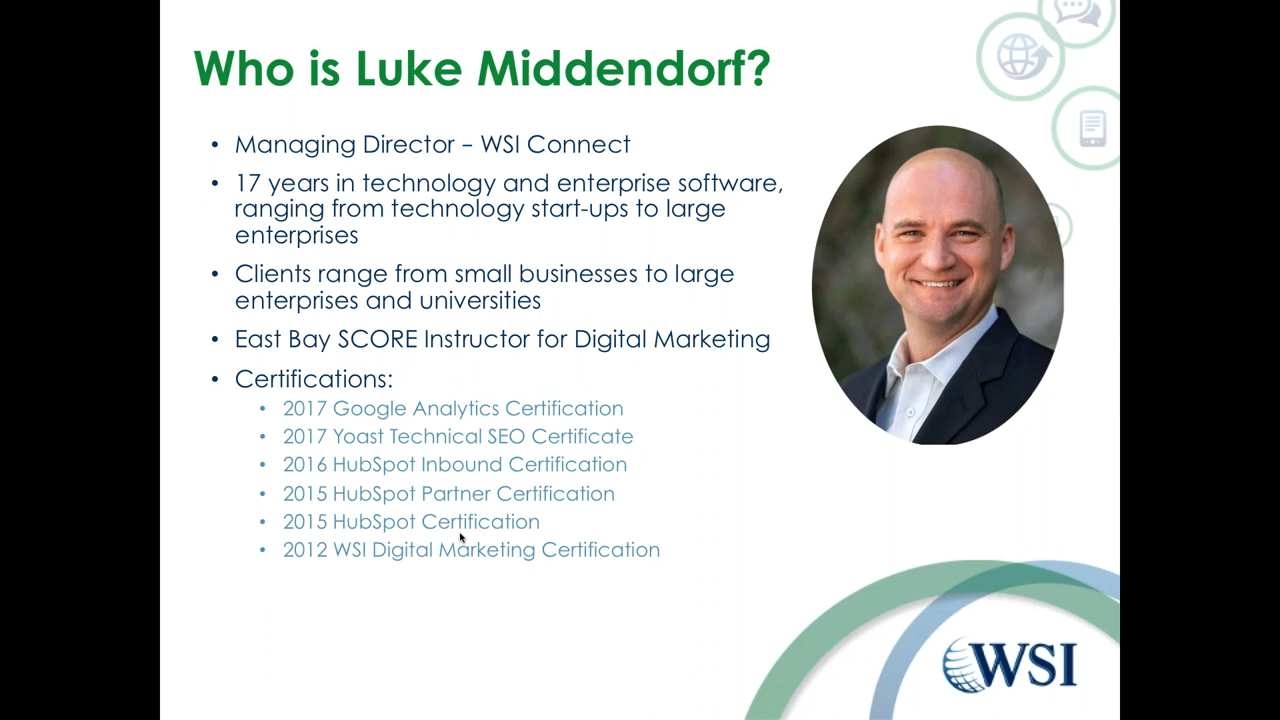 Who is Luke Middendorf?
• Managing Director – WSI Connect
• 17 years in technology and enterprise software,
ranging from technology start-ups to large
enterprises
• Clients range from small businesses to large
enterprises and universities
• East Bay SCORE Instructor for Digital Marketing
• Certifications:
• 2017 Google Analytics Certification
• 2017 Yoast Technical SEO Certificate
• 2016 HubSpot Inbound Certification
• 2015 HubSpot Partner Certification
• 2015 HubSpot Certification
• 2012 WSI Digital Marketing Certification
WSI